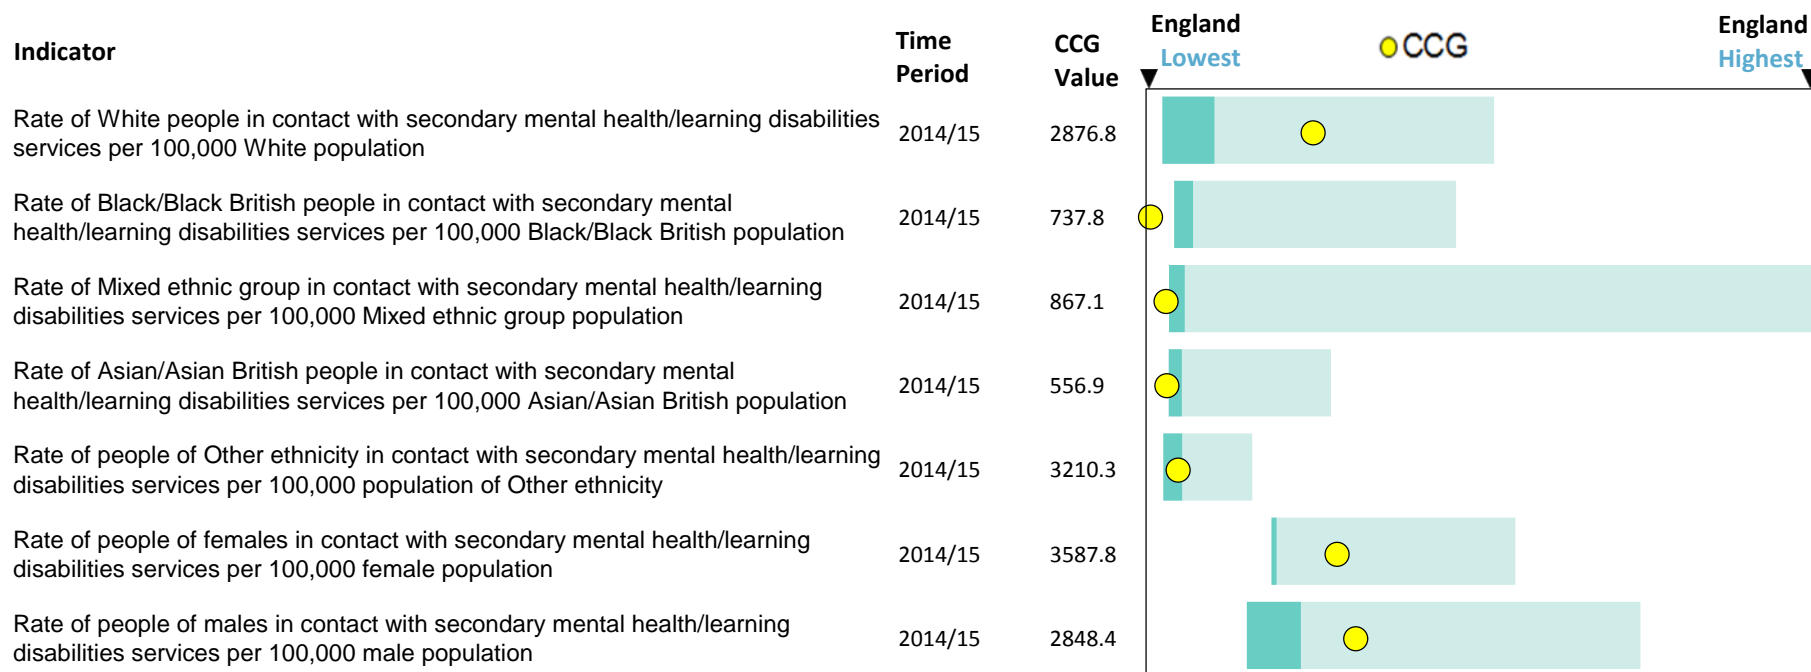 Indicator
Time Period
CCG Value
England Lowest
CCG
England Highest
Rate of White people in contact with secondary mental health/learning disabilities
services per 100,000 White population
2014/15
2876.8
Rate of Black/Black British people in contact with secondary mental
health/learning disabilities services per 100,000 Black/Black British population
2014/15
737.8
Rate of Mixed ethnic group in contact with secondary mental health/learning
disabilities services per 100,000 Mixed ethnic group population
2014/15
867.1
Rate of Asian/Asian British people in contact with secondary mental
health/learning disabilities services per 100,000 Asian/Asian British population
2014/15
556.9
Rate of people of Other ethnicity in contact with secondary mental health/learning
disabilities services per 100,000 population of Other ethnicity
2014/15
3210.3
Rate of people of females in contact with secondary mental health/learning
disabilities services per 100,000 female population
2014/15
3587.8
Rate of people of males in contact with secondary mental health/learning
disabilities services per 100,000 male population
2014/15
2848.4